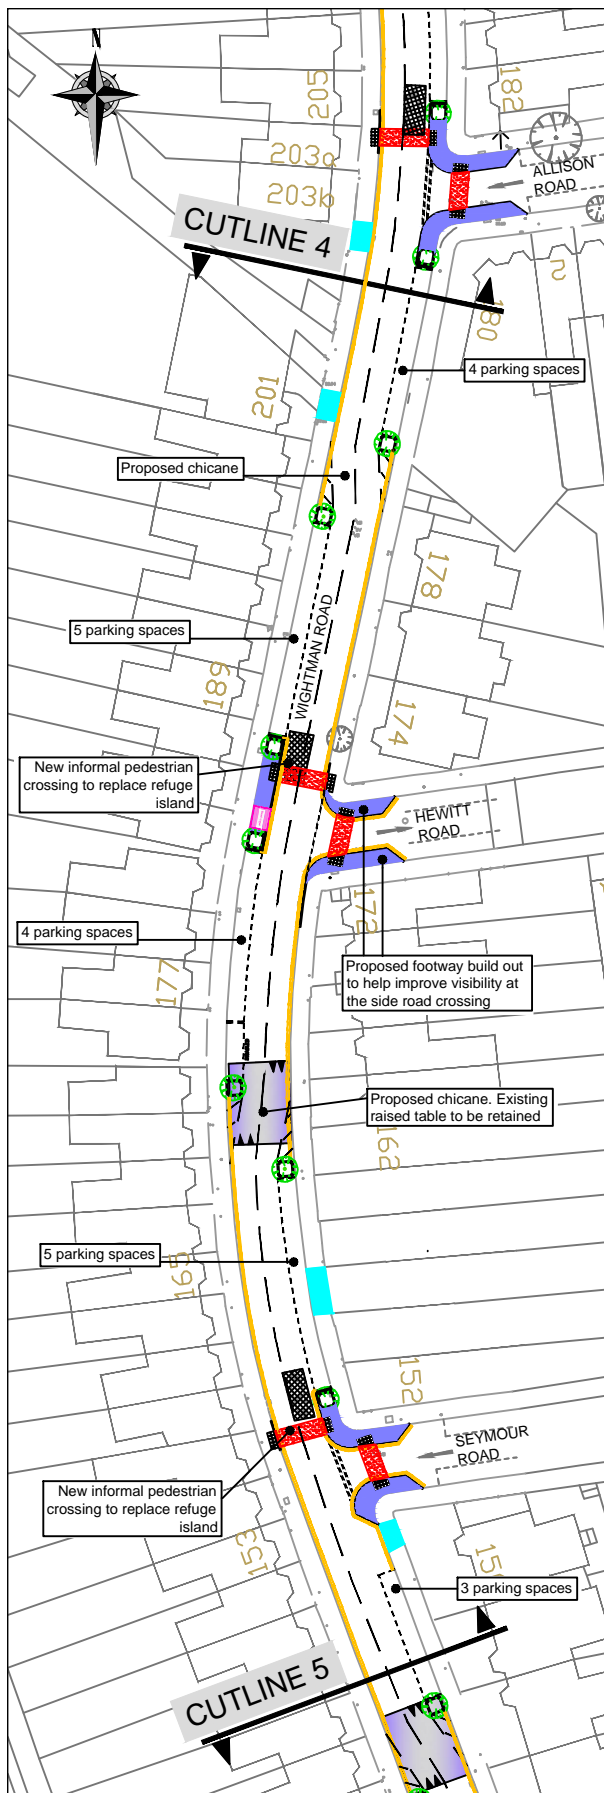 N
205
182
203a
ALLISON
ROAD
203b
CUTLINE 4
2
180
4 parking spaces
201
Proposed chicane
178
5 parking spaces
WIGHTMAN ROAD
189
174
New informal pedestrian
crossing to replace refuge
island
HEWITT
ROAD
172
4 parking spaces
Proposed footway build out
to help improve visibility at
the side road crossing
177
Proposed chicane. Existing
raised table to be retained
162
5 parking spaces
165
152
SEYMOUR
ROAD
New informal pedestrian
crossing to replace refuge
island
153
3 parking spaces
CUTLINE 5